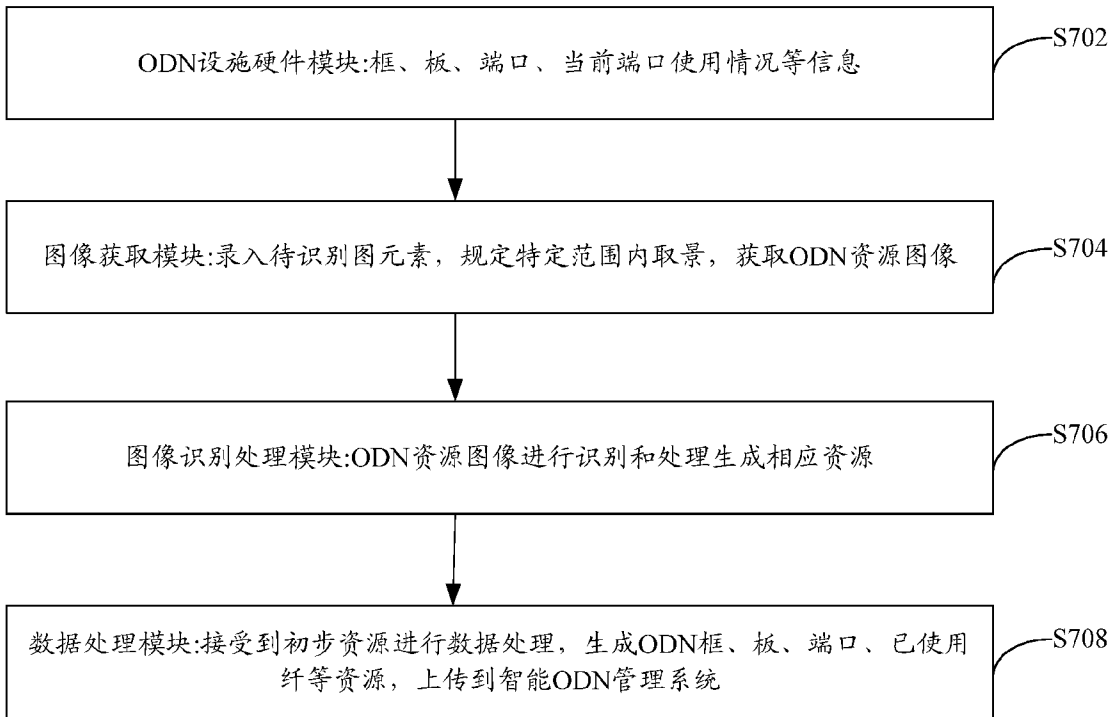 ODN设施硬件模块:框、板、端口、当前端口使用情况等信息
S702
图像获取模块:录入待识别图元素，规定特定范围内取景，获取ODN资源图像
S704
图像识别处理模块:ODN资源图像进行识别和处理生成相应资源
S706
数据处理模块:接受到初步资源进行数据处理，生成ODN框、板、端口、已使用
纤等资源，上传到智能ODN管理系统
S708